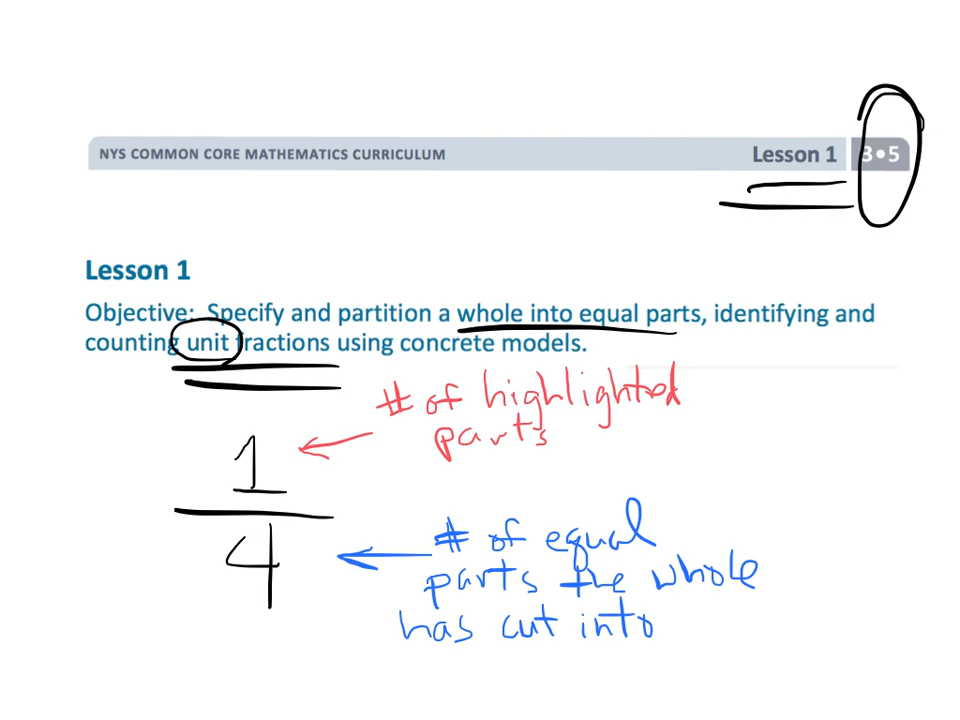 NYS COMMON CORE MATHEMATICS CURRICULUM Lesson 1 3•5
Lesson 1
Objective: Specify and partition a whole into equal parts, identifying and
counting unit fractions using concrete models.
# of highlighted
parts
1
4
# of equal
parts the whole
has cut into